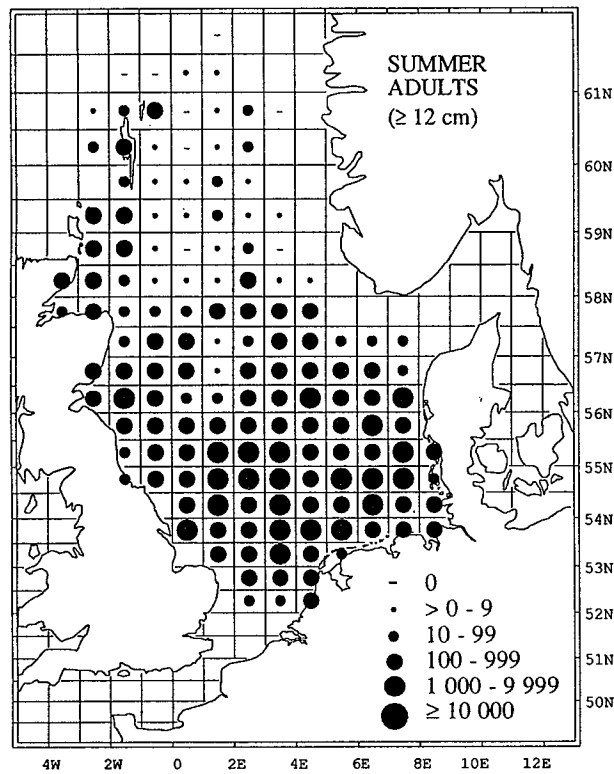 SUMMER
ADULTS
(≥ 12 cm)
61N
60N
59N
58N
57N
56N
55N
54N
53N
52N
51N
50N
- 0
> 0 - 9
10 - 99
100 - 999
1 000 - 9 999
≥ 10 000
4W 2W 0 2E 4E 6E 8E 10E 12E